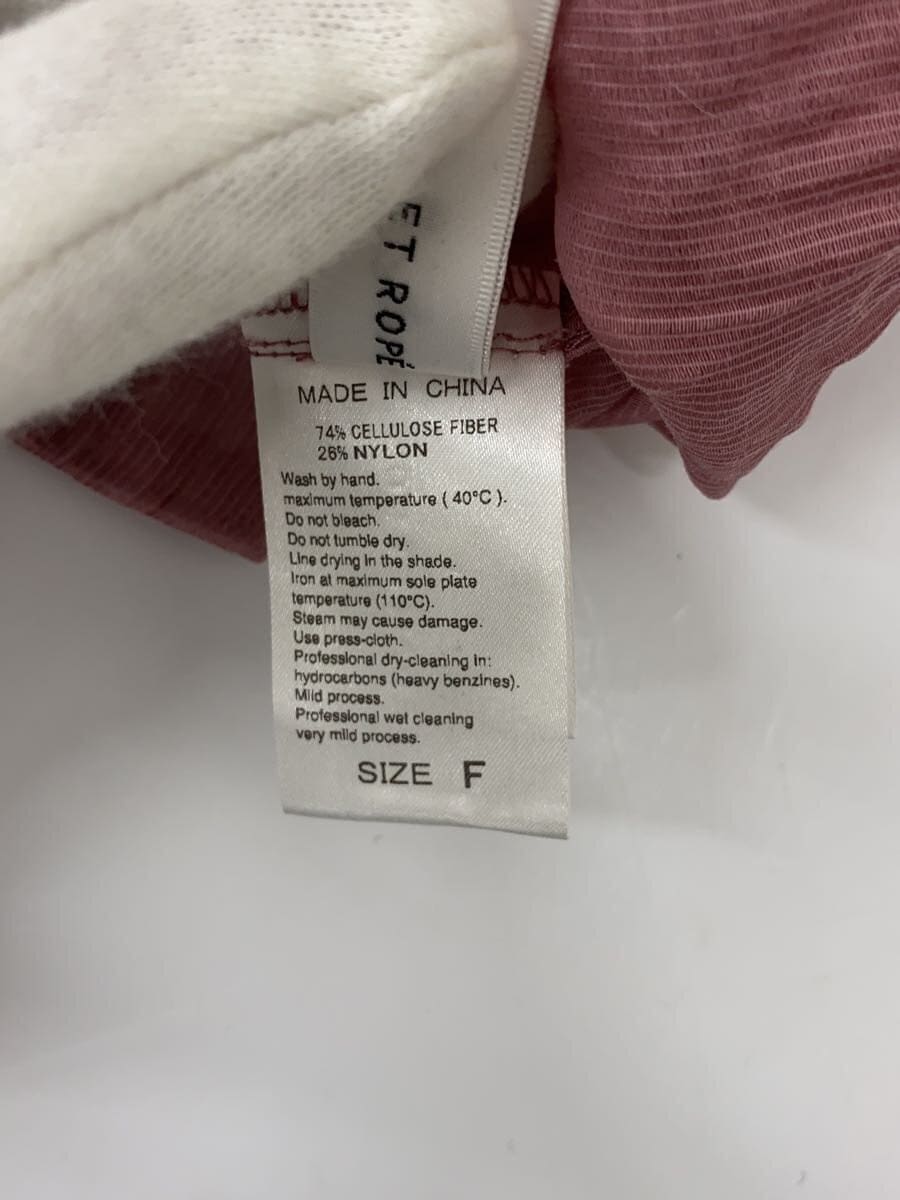 ET ROPÉ
MADE IN CHINA
74% CELLULOSE FIBER
26% NYLON
Wash by hand.
maximum temperature ( 40°C ).
Do not bleach.
Do not tumble dry.
Line drying in the shade.
Iron at maximum sole plate
temperature (110°C).
Steam may cause damage.
Use press-cloth.
Professional dry-cleaning in:
hydrocarbons (heavy benzines).
Mild process.
Professional wet cleaning
very mild process.
SIZE F